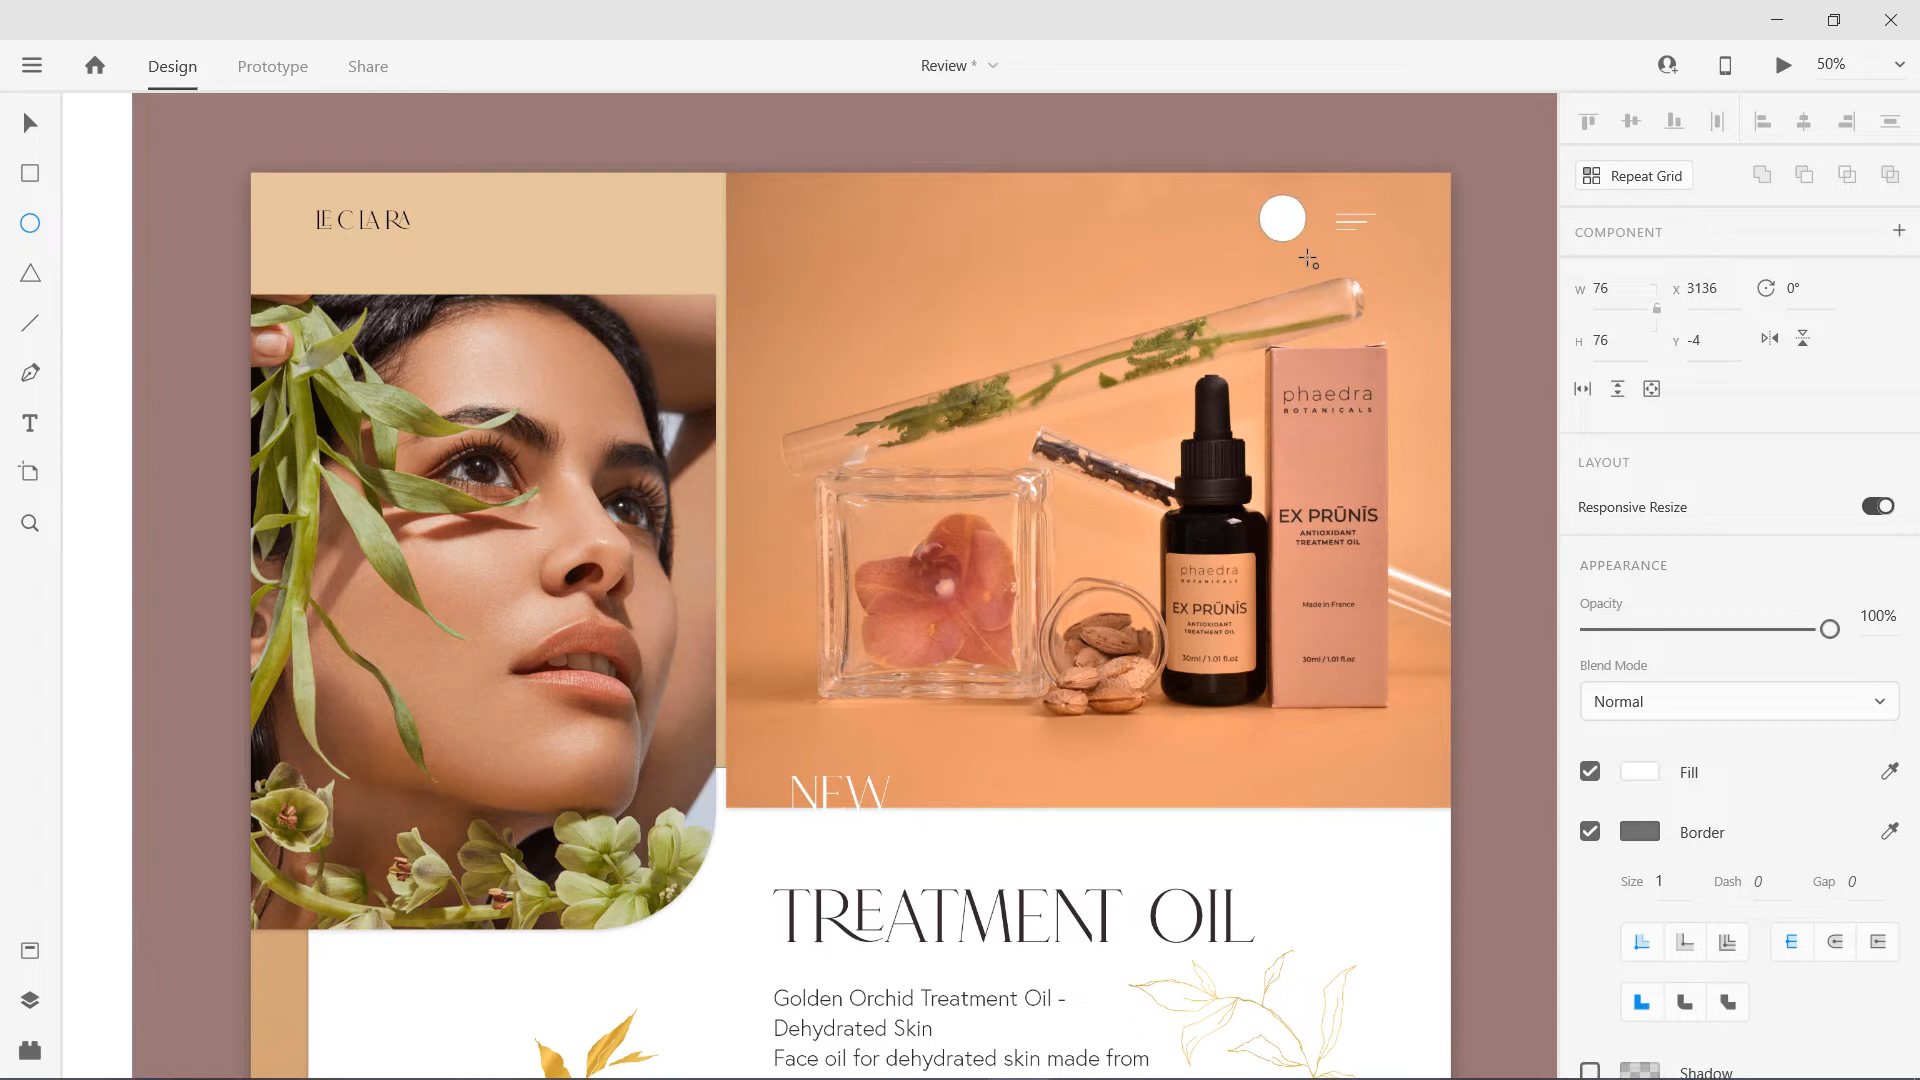 Design
Prototype
Share
Review *
50%
Repeat Grid
COMPONENT
W 76
X 3136
0°
H 76
Y -4
LAYOUT
Responsive Resize
APPEARANCE
Opacity
100%
Blend Mode
Normal
Fill
Border
Size 1
Dash 0
Gap 0
Shadow
LE CLARA
phaedra
BOTANICALS
EX PRŪNĪS
ANTIOXIDANT
TREATMENT OIL
Made in France
30ml / 1.01 fl.oz
phaedra
BOTANICALS
EX PRŪNĪS
ANTIOXIDANT
TREATMENT OIL
30ml / 1.01 fl.oz
NEW
TREATMENT OIL
Golden Orchid Treatment Oil -
Dehydrated Skin
Face oil for dehydrated skin made from